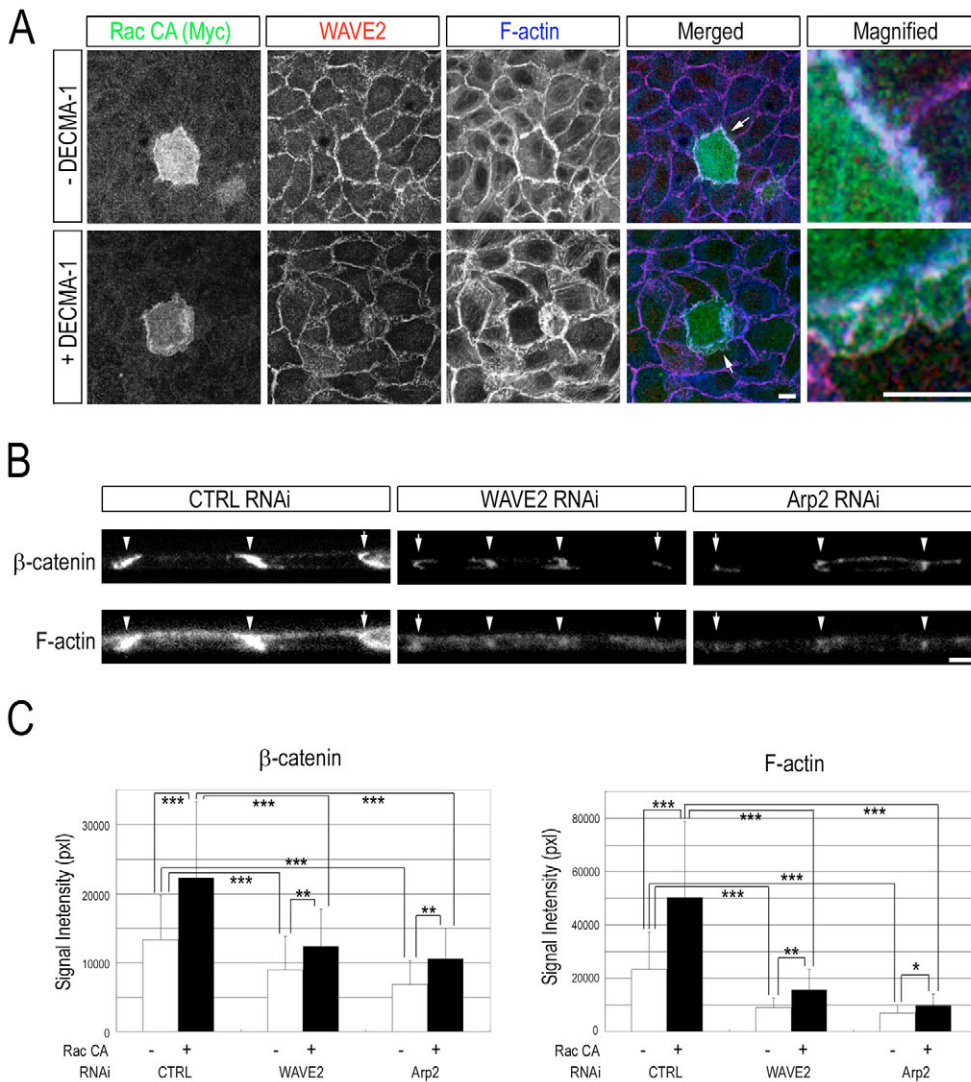 A
Rac CA (Myc) WAVE2 F-actin Merged Magnified
- DECMA-1
+ DECMA-1
B
CTRL RNAi WAVE2 RNAi Arp2 RNAi
β-catenin
F-actin
C
β-catenin
Signal Inetensity (pxl)
30000
20000
10000
0
*** *** ***
***
*** ** **
Rac CA - + - + - +
RNAi CTRL WAVE2 Arp2
F-actin
Signal Inetensity (pxl)
80000
60000
40000
20000
0
*** *** ***
***
***
** *
Rac CA - + - + - +
RNAi CTRL WAVE2 Arp2